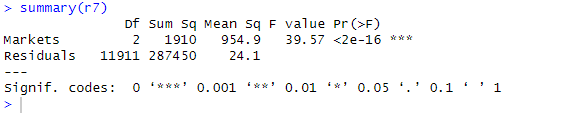 > summary(r7)
               Df Sum Sq Mean Sq F value Pr(>F)
Markets         2   1910   954.9   39.57 <2e-16 ***
Residuals   11911 287450    24.1
---
Signif. codes:  0 ‘***’ 0.001 ‘**’ 0.01 ‘*’ 0.05 ‘.’ 0.1 ‘ ’ 1
>